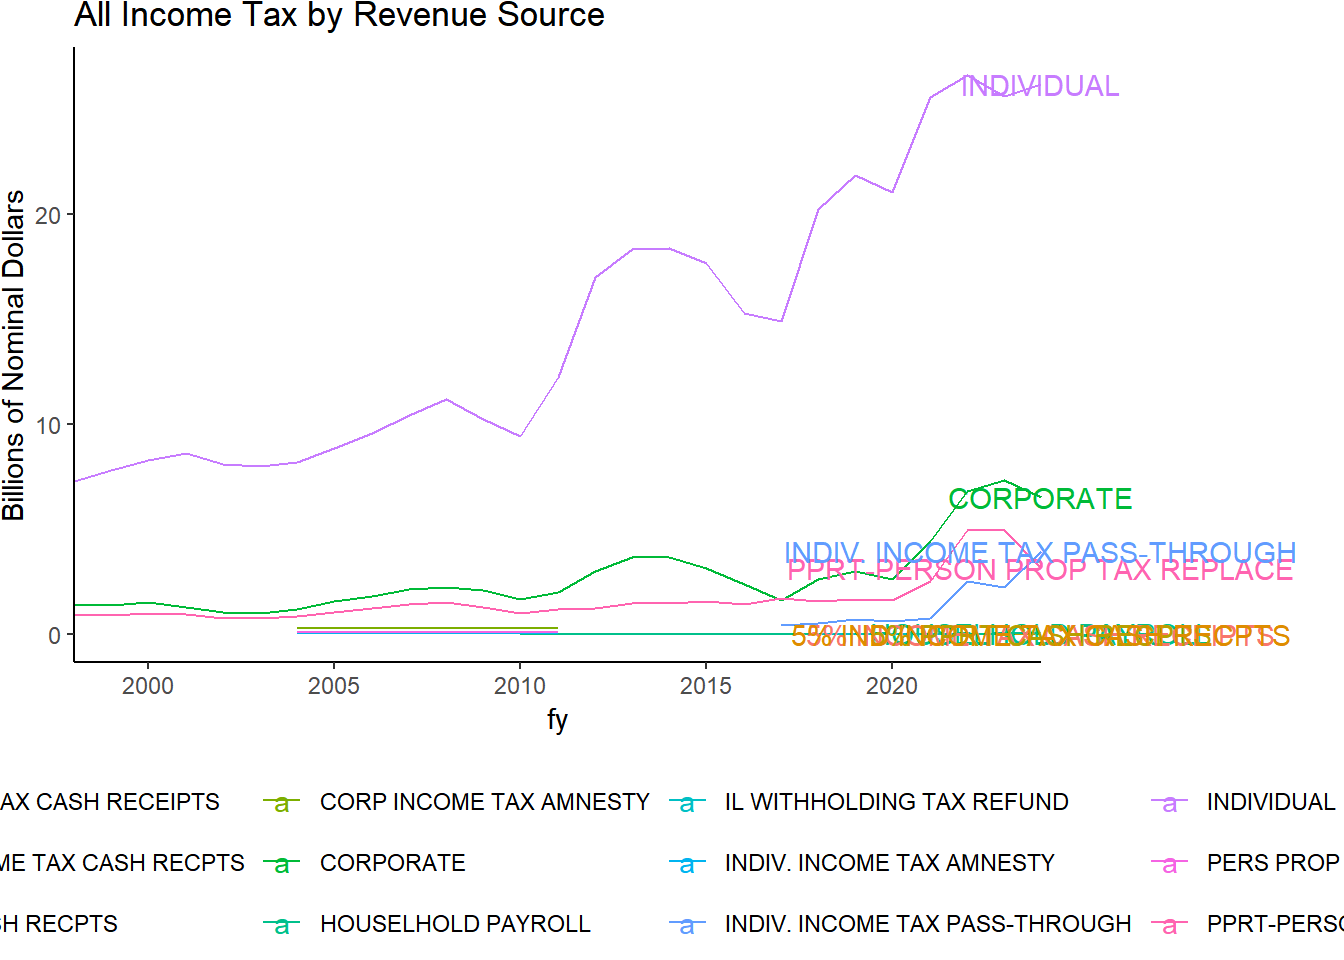 All Income Tax by Revenue Source
Billions of Nominal Dollars
20
10
0
INDIVIDUAL
CORPORATE
INDIV. INCOME TAX PASS-THROUGH
PPRT-PERSON PROP TAX REPLACE
2000 2005 2010 2015 2020
fy
AX CASH RECEIPTS a CORP INCOME TAX AMNESTY a IL WITHHOLDING TAX REFUND a INDIVIDUAL
ME TAX CASH RECPTS a CORPORATE a INDIV. INCOME TAX AMNESTY a PERS PROP
SH RECPTS a HOUSELHOLD PAYROLL a INDIV. INCOME TAX PASS-THROUGH a PPRT-PERSO